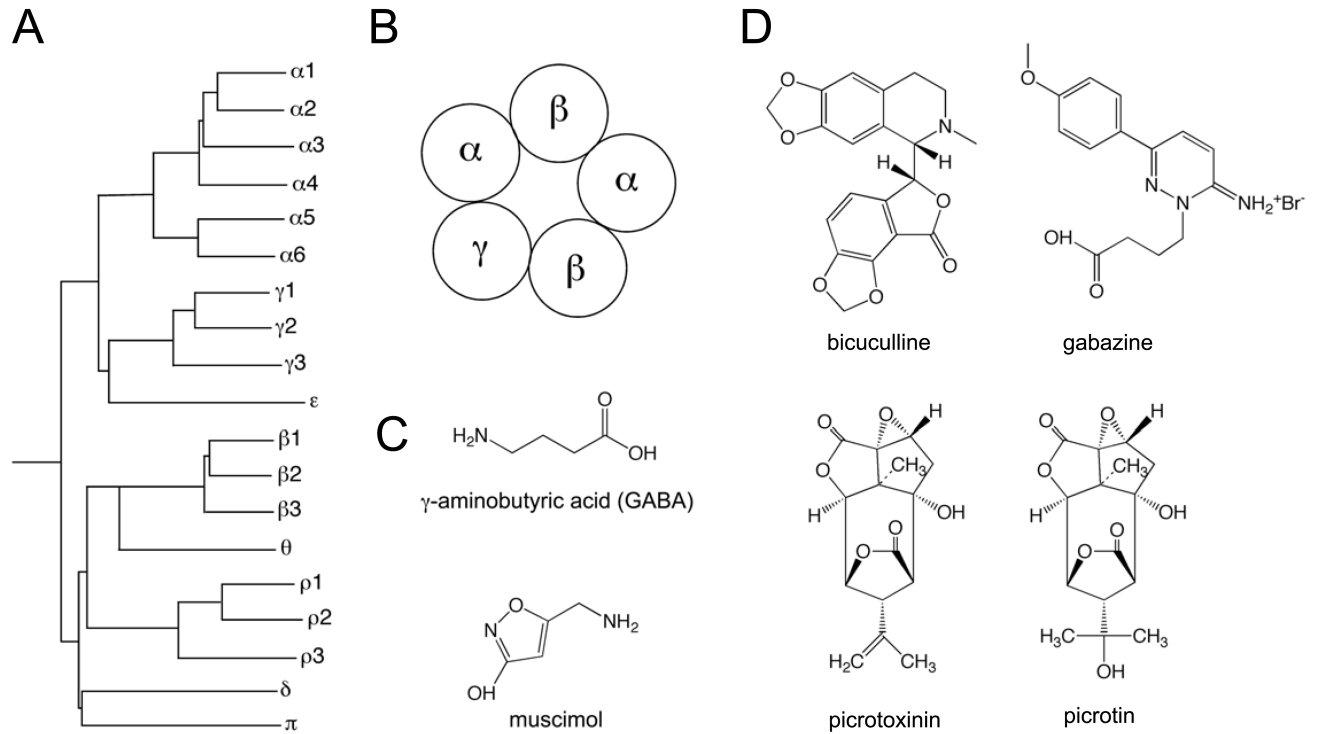 A
α1
α2
α3
α4
α5
α6
γ1
γ2
γ3
ε
β1
β2
β3
θ
ρ1
ρ2
ρ3
δ
π
B
β
α
α
γ
β
C
O
H₂N
OH
γ-aminobutyric acid (GABA)
O
N
NH₂
OH
muscimol
D
O
O
N
H
H
O
O
O
O
bicuculline
O
N
N
NH₂⁺Br⁻
OH
O
gabazine
O
O
H
O
CH₃
H
OH
O
O
H₂C
CH₃
picrotoxinin
O
O
H
O
CH₃
H
OH
O
O
H₃C
CH₃
OH
picrotin